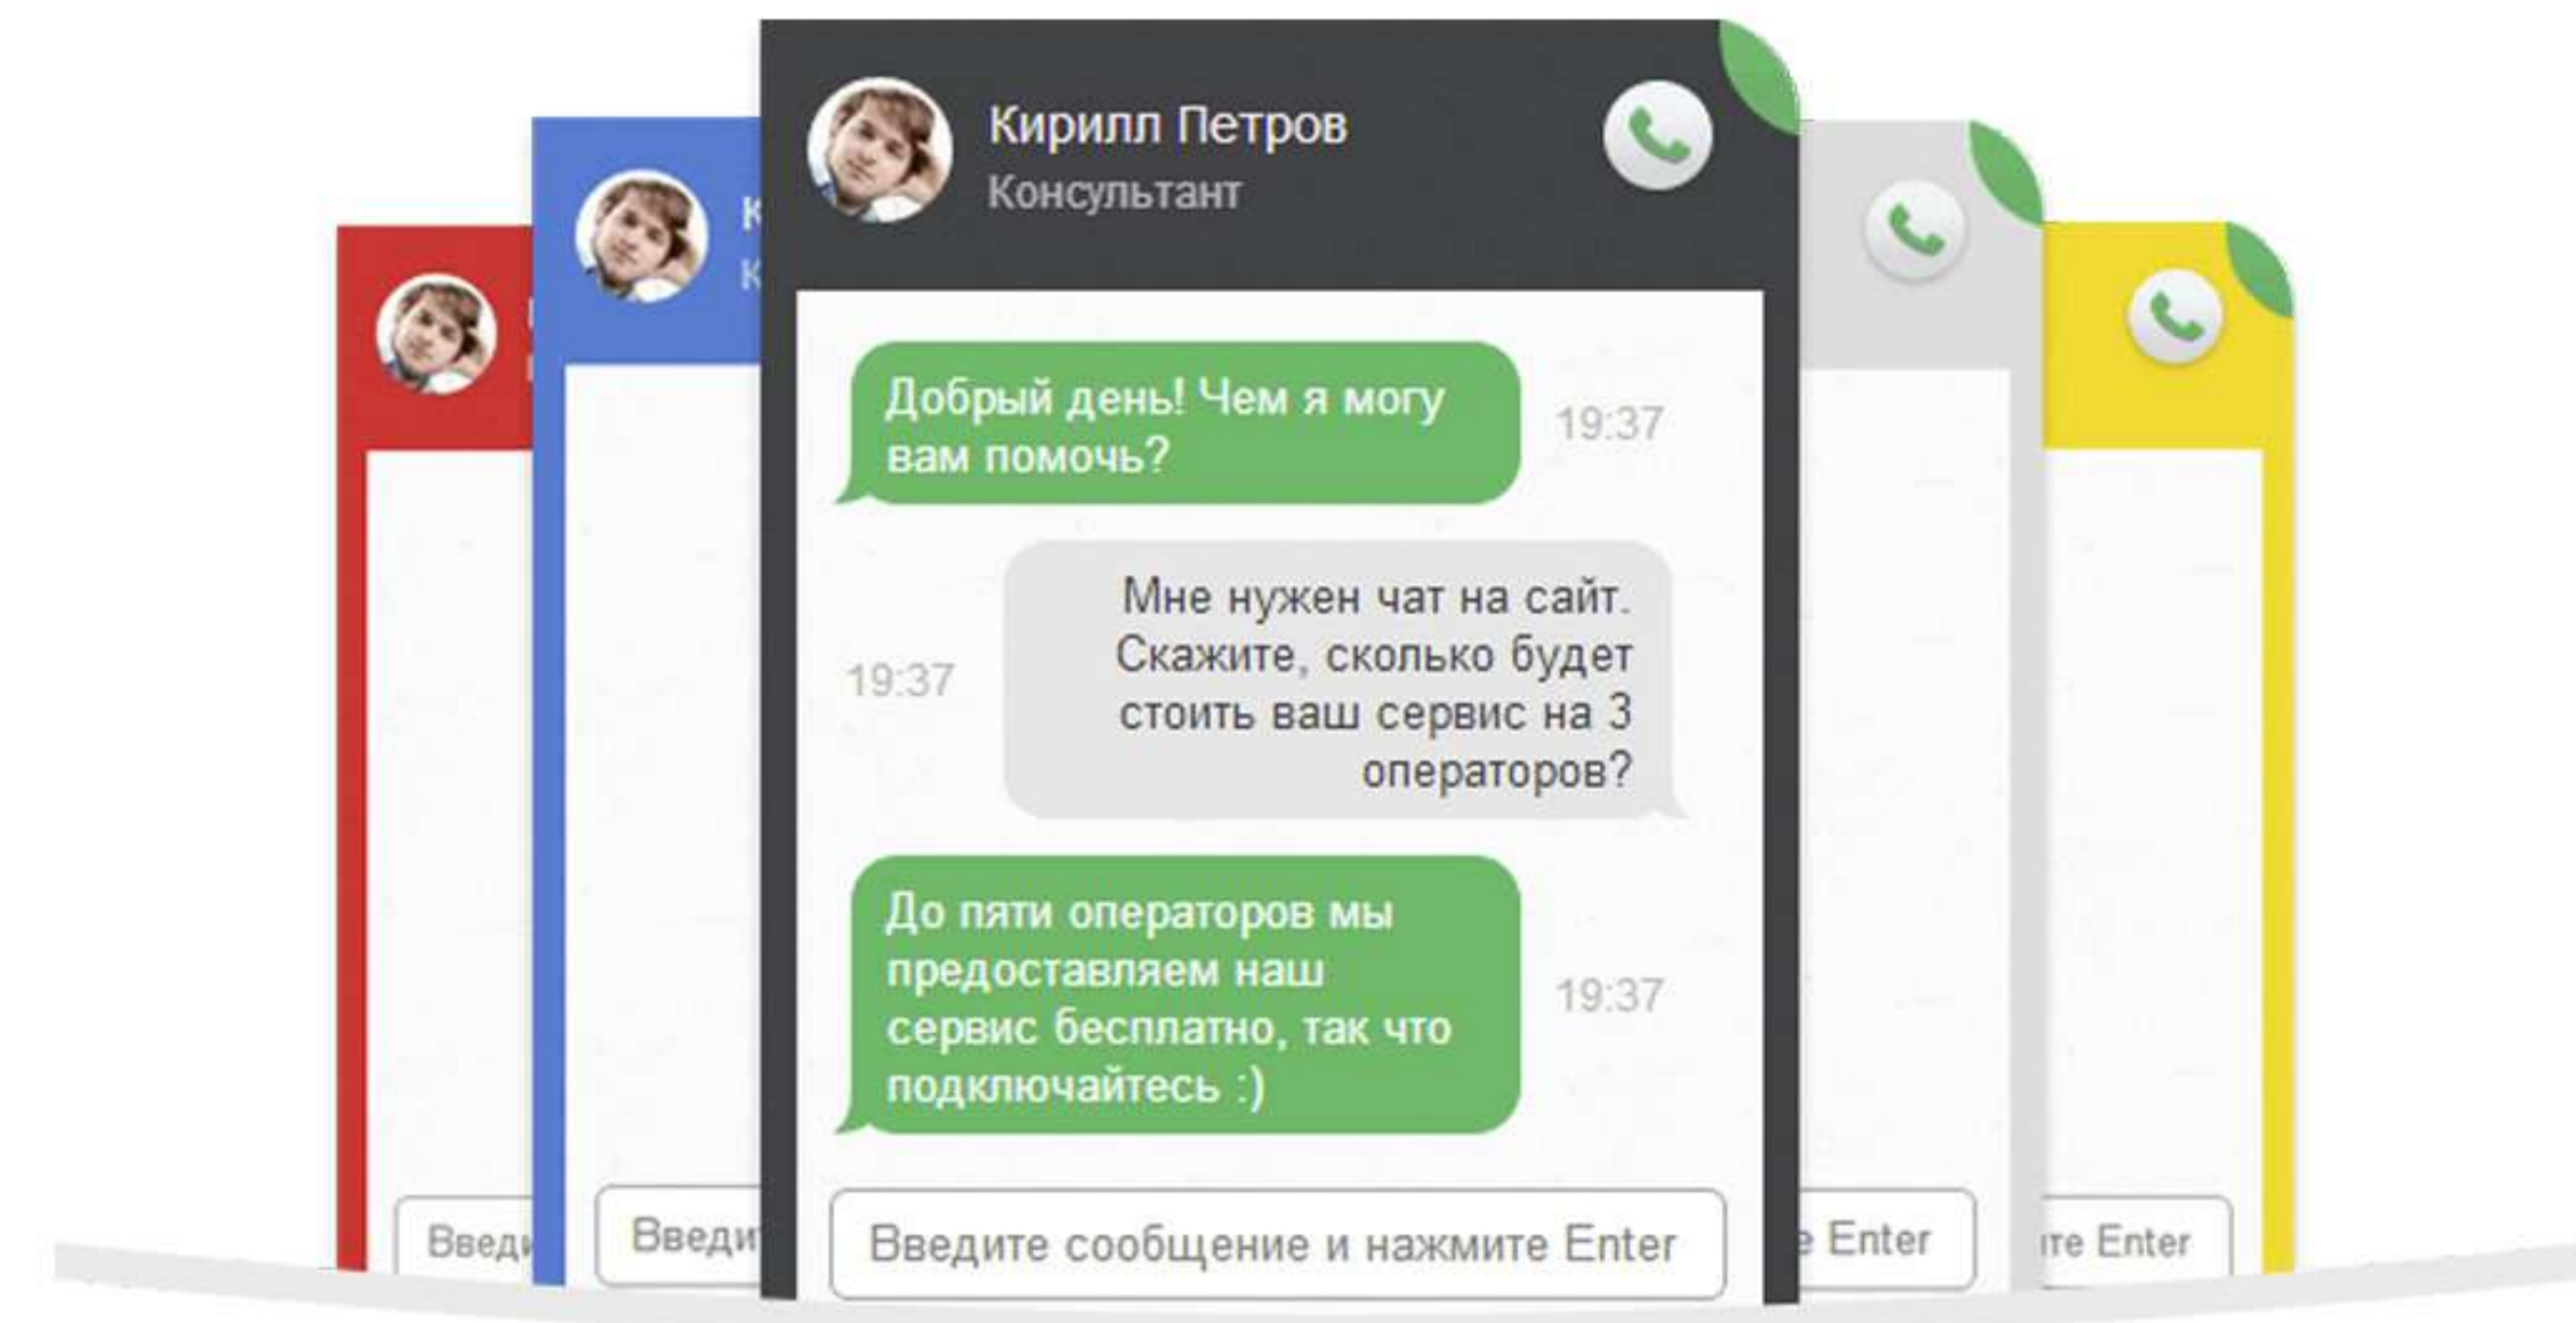 Кирилл Петров
Консультант
Добрый день! Чем я могу
вам помочь?
19:37
Мне нужен чат на сайт.
Скажите, сколько будет
стоить ваш сервис на 3
операторов?
19:37
До пяти операторов мы
предоставляем наш
сервис бесплатно, так что
подключайтесь :)
19:37
Введите сообщение и нажмите Enter
Enter
Enter